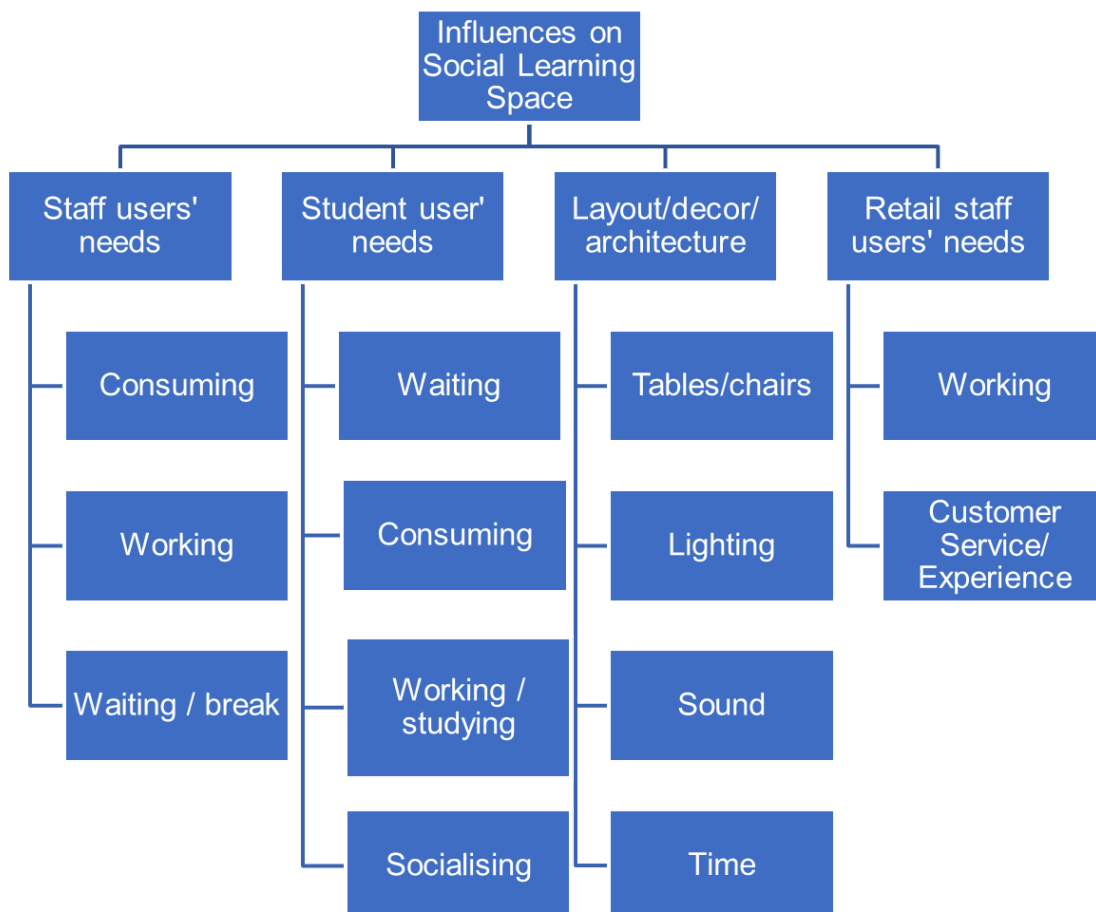 Influences on
Social Learning
Space
Staff users'
needs
Student user'
needs
Layout/decor/
architecture
Retail staff
users' needs
Consuming
Working
Waiting / break
Waiting
Consuming
Working /
studying
Socialising
Tables/chairs
Lighting
Sound
Time
Working
Customer
Service/
Experience